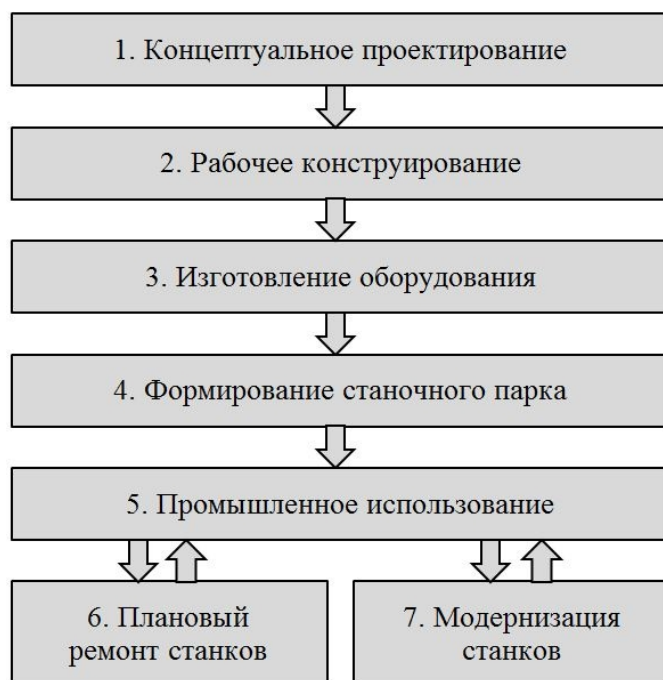 1. Концептуальное проектирование
2. Рабочее конструирование
3. Изготовление оборудования
4. Формирование станочного парка
5. Промышленное использование
6. Плановый
ремонт станков
7. Модернизация
станков